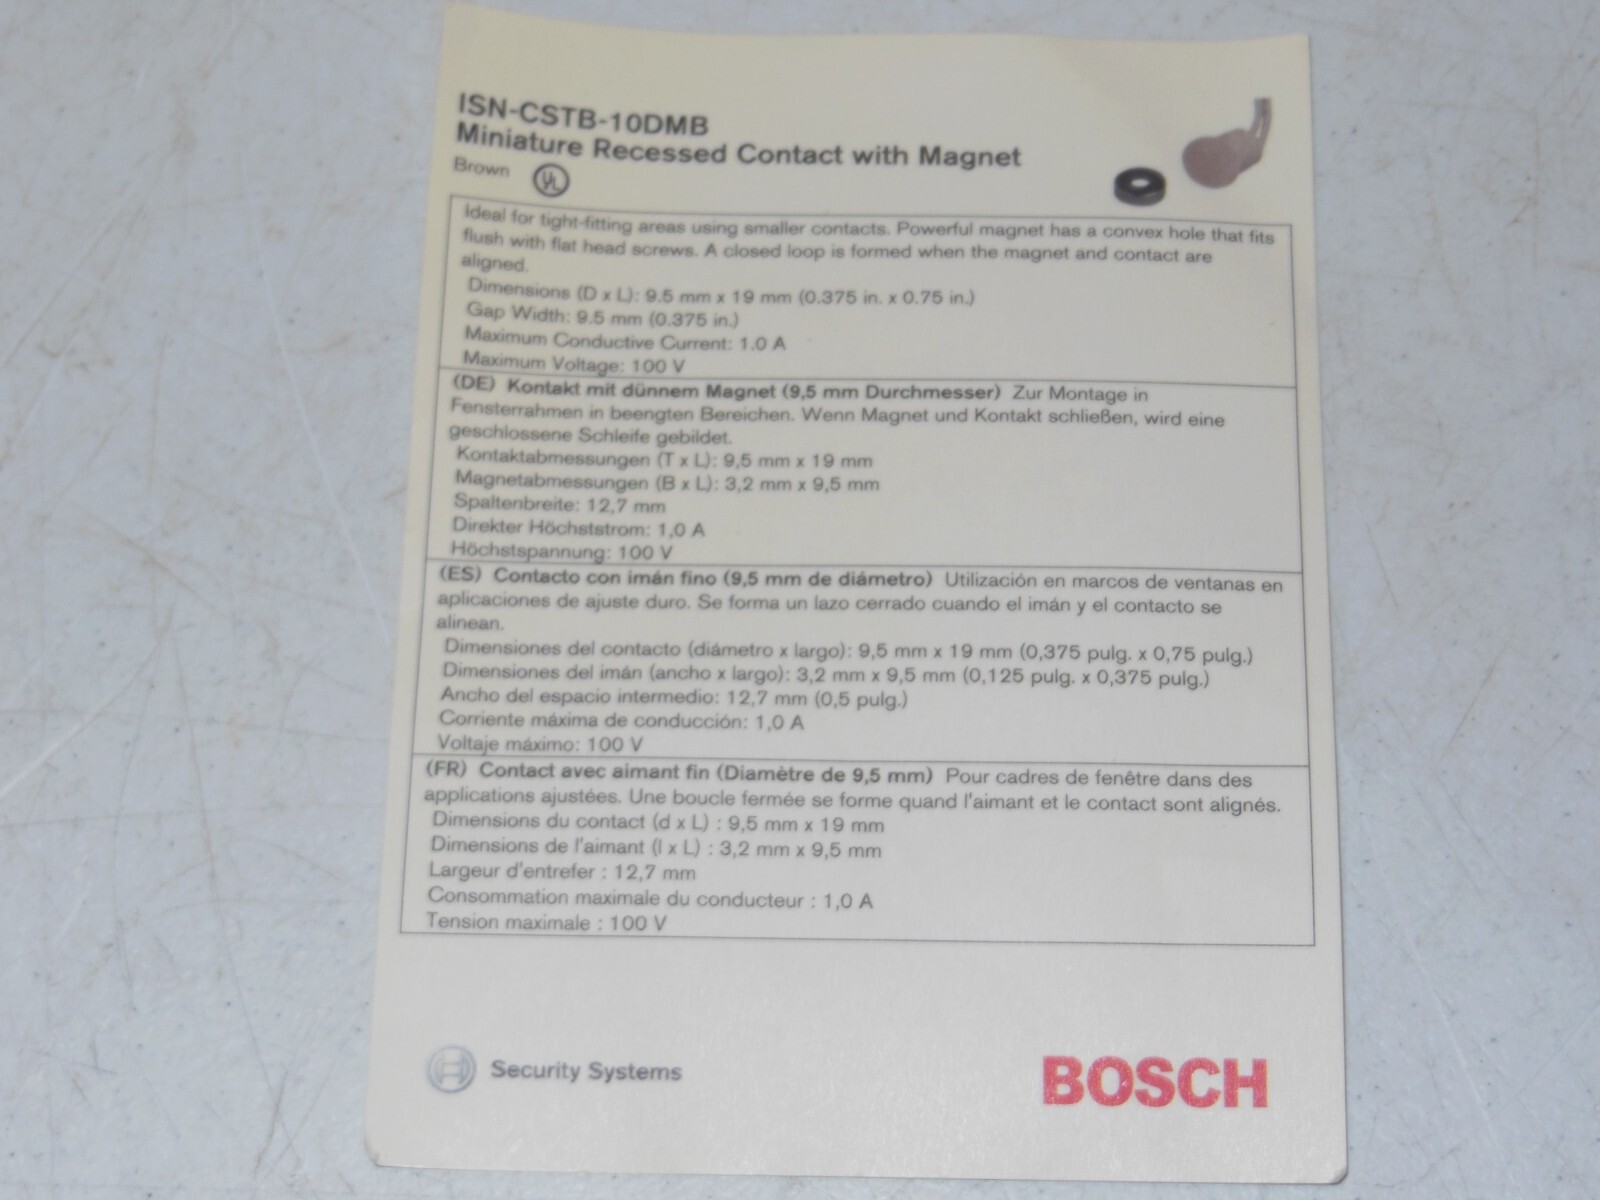 ISN-CSTB-10DMB
Miniature Recessed Contact with Magnet
Brown UL
Ideal for tight-fitting areas using smaller contacts. Powerful magnet has a convex hole that fits
flush with flat head screws. A closed loop is formed when the magnet and contact are
aligned.
Dimensions (D x L): 9.5 mm x 19 mm (0.375 in. x 0.75 in.)
Gap Width: 9.5 mm (0.375 in.)
Maximum Conductive Current: 1.0 A
Maximum Voltage: 100 V
(DE) Kontakt mit dünnem Magnet (9,5 mm Durchmesser) Zur Montage in
Fensterrahmen in beengten Bereichen. Wenn Magnet und Kontakt schließen, wird eine
geschlossene Schleife gebildet.
Kontaktabmessungen (T x L): 9,5 mm x 19 mm
Magnetabmessungen (B x L): 3,2 mm x 9,5 mm
Spaltenbreite: 12,7 mm
Direkter Höchststrom: 1,0 A
Höchstspannung: 100 V
(ES) Contacto con imán fino (9,5 mm de diámetro) Utilización en marcos de ventanas en
aplicaciones de ajuste duro. Se forma un lazo cerrado cuando el imán y el contacto se
alinean.
Dimensiones del contacto (diámetro x largo): 9,5 mm x 19 mm (0,375 pulg. x 0,75 pulg.)
Dimensiones del imán (ancho x largo): 3,2 mm x 9,5 mm (0,125 pulg. x 0,375 pulg.)
Ancho del espacio intermedio: 12,7 mm (0,5 pulg.)
Corriente máxima de conducción: 1,0 A
Voltaje máximo: 100 V
(FR) Contact avec aimant fin (Diamètre de 9,5 mm) Pour cadres de fenêtre dans des
applications ajustées. Une boucle fermée se forme quand l'aimant et le contact sont alignés.
Dimensions du contact (d x L) : 9,5 mm x 19 mm
Dimensions de l'aimant (l x L) : 3,2 mm x 9,5 mm
Largeur d'entrefer : 12,7 mm
Consommation maximale du conducteur : 1,0 A
Tension maximale : 100 V
Security Systems
BOSCH